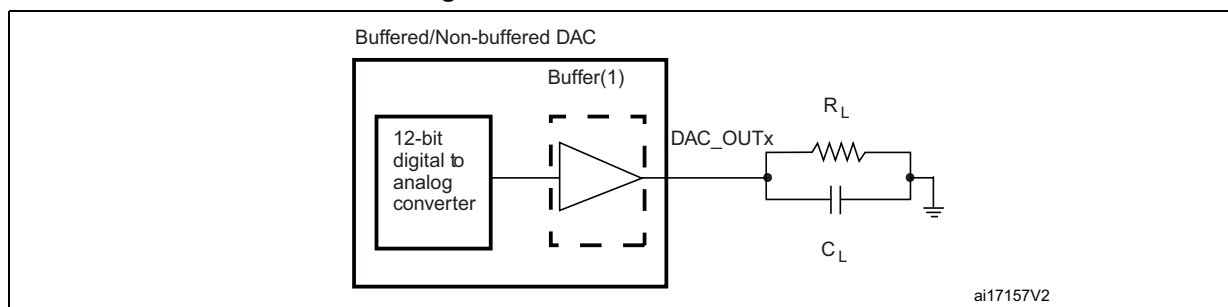 Buffered/Non-buffered DAC
Buffer(1)
12-bit
digital to
analog
converter
DAC_OUTx
R L
C L
ai17157V2